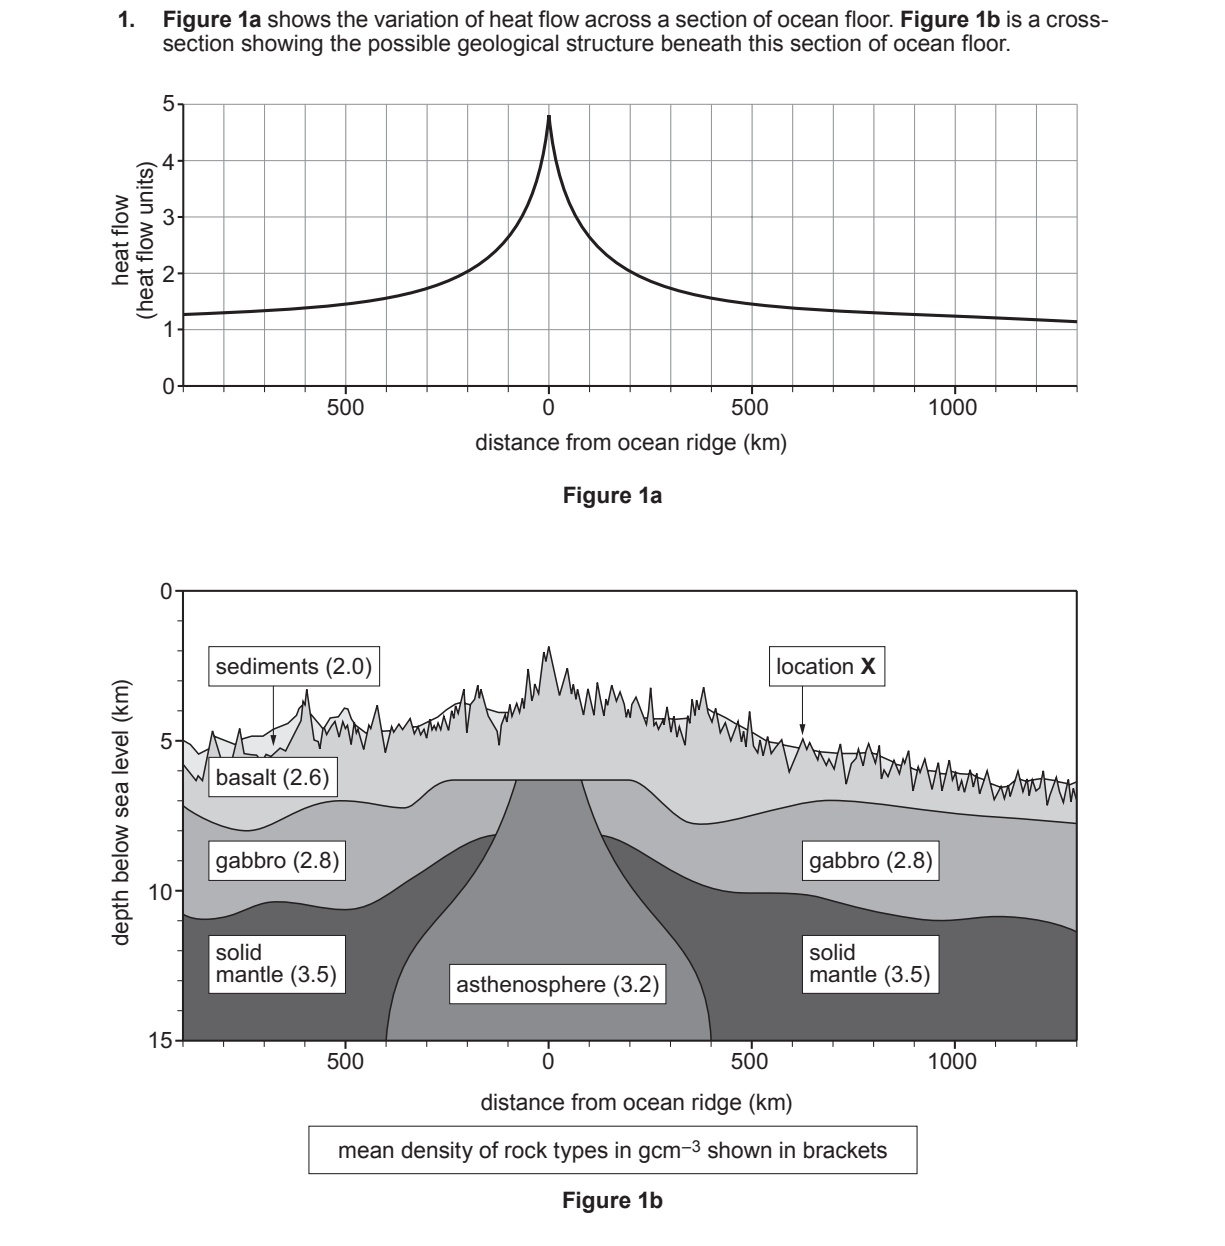 1. Figure 1a shows the variation of heat flow across a section of ocean floor. Figure 1b is a cross-
section showing the possible geological structure beneath this section of ocean floor.
5
4
3
2
1
0
heat flow
(heat flow units)
500 0 500 1000
distance from ocean ridge (km)
Figure 1a
0
5
10
15
depth below sea level (km)
sediments (2.0)
location X
basalt (2.6)
gabbro (2.8)
gabbro (2.8)
solid
mantle (3.5)
asthenosphere (3.2)
solid
mantle (3.5)
500 0 500 1000
distance from ocean ridge (km)
mean density of rock types in gcm−3 shown in brackets
Figure 1b